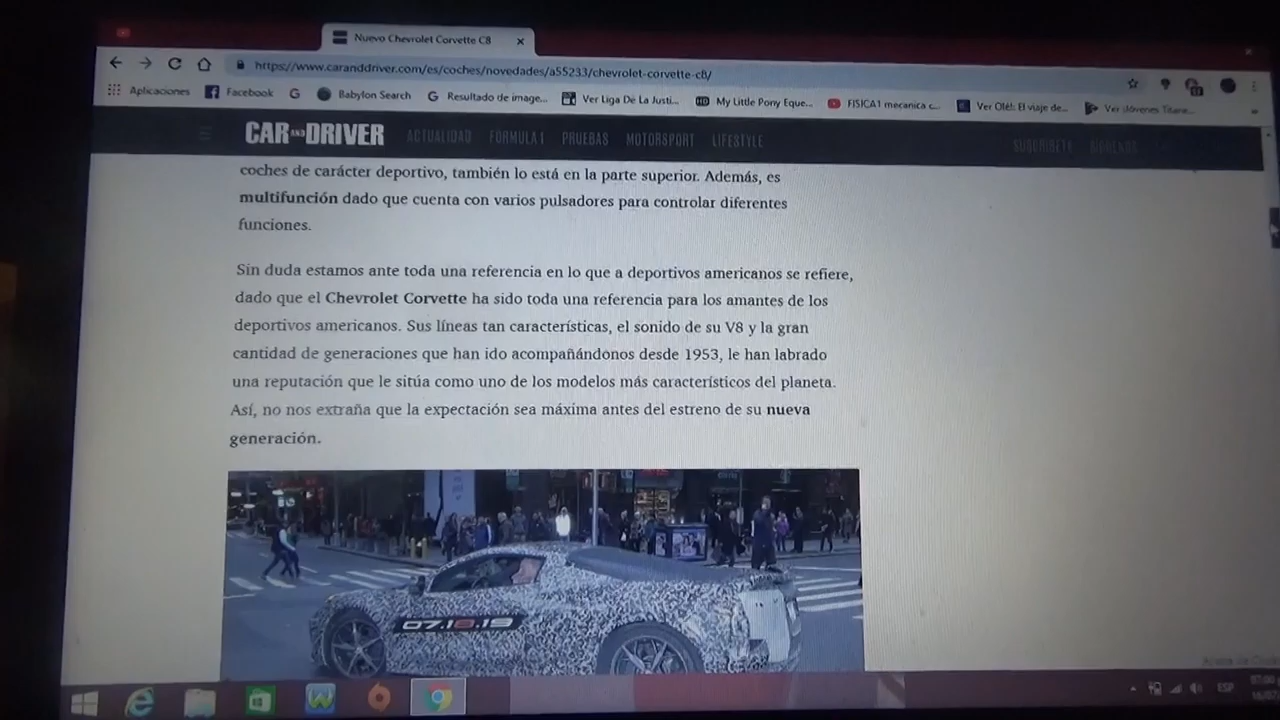 Nuevo Chevrolet Corvette C8
https://www.caranddriver.com/es/coches/novedades/a55233/chevrolet-corvette-c8/
Aplicaciones Facebook Babylon Search Resultado de image... Ver Liga De La Justi... My Little Pony Eque... FISICA1 mecanica c... Ver Olé!: El viaje de... Ver Jóvenes Titane...
CAR AND DRIVER ACTUALIDAD FÓRMULA 1 PRUEBAS MOTORSPORT LIFESTYLE SUSCRÍBETE SÍGUENOS
coches de carácter deportivo, también lo está en la parte superior. Además, es
multifunción dado que cuenta con varios pulsadores para controlar diferentes
funciones.
Sin duda estamos ante toda una referencia en lo que a deportivos americanos se refiere,
dado que el Chevrolet Corvette ha sido toda una referencia para los amantes de los
deportivos americanos. Sus líneas tan características, el sonido de su V8 y la gran
cantidad de generaciones que han ido acompañándonos desde 1953, le han labrado
una reputación que le sitúa como uno de los modelos más característicos del planeta.
Así, no nos extraña que la expectación sea máxima antes del estreno de su nueva
generación.
07.18.19
ESP